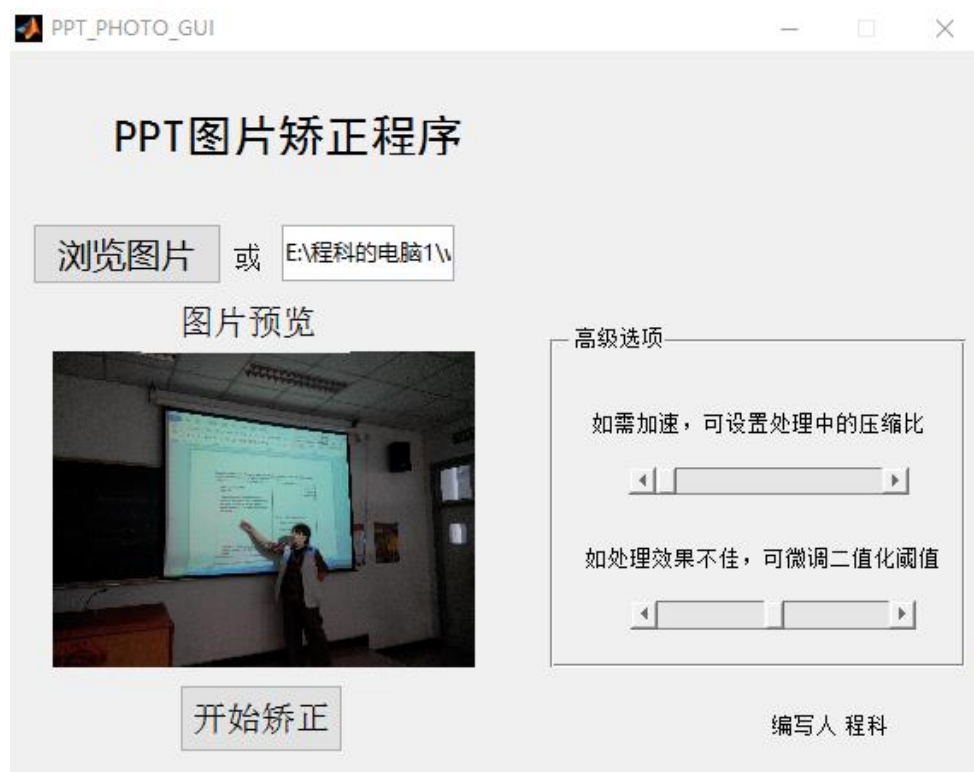 PPT_PHOTO_GUI
PPT图片矫正程序
浏览图片 或 E:\程科的电脑1\
图片预览
高级选项
如需加速，可设置处理中的压缩比
如处理效果不佳，可微调二值化阈值
开始矫正
编写人 程科